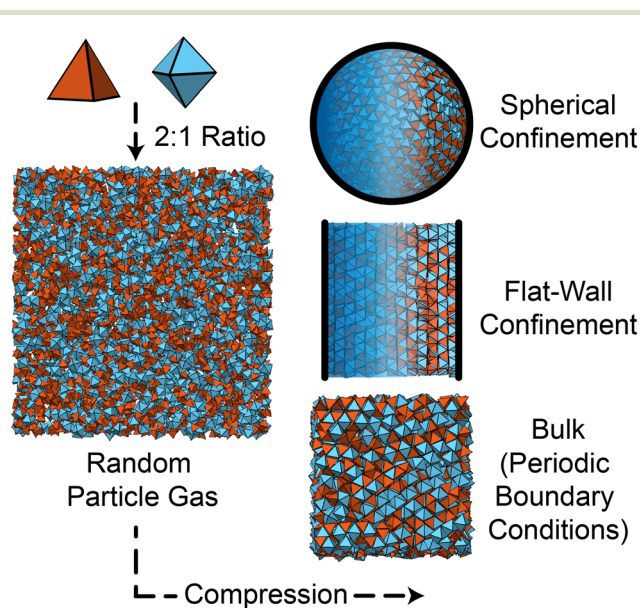 2:1 Ratio
Random
Particle Gas
Compression
Spherical
Confinement
Flat-Wall
Confinement
Bulk
(Periodic
Boundary
Conditions)